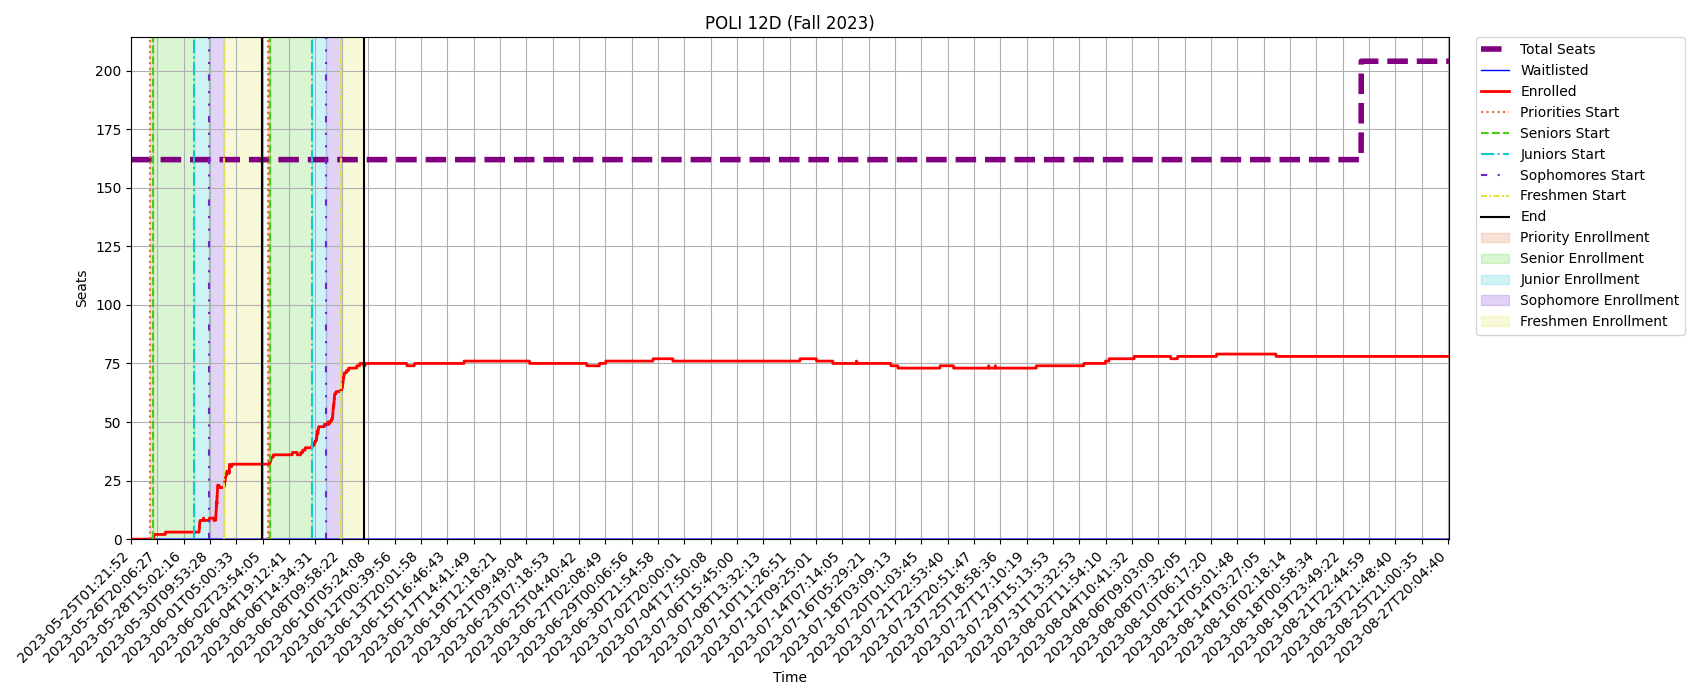 POLI 12D (Fall 2023)
Seats
200
175
150
125
100
75
50
25
0
2023-05-25T01:21:52
2023-05-26T20:06:27
2023-05-28T15:02:16
2023-05-30T09:53:28
2023-06-01T05:00:33
2023-06-02T23:54:05
2023-06-04T19:12:41
2023-06-06T14:34:31
2023-06-08T09:58:22
2023-06-10T05:24:08
2023-06-12T00:39:56
2023-06-13T20:01:58
2023-06-15T16:46:43
2023-06-17T14:41:49
2023-06-19T12:18:21
2023-06-21T09:49:04
2023-06-23T07:18:53
2023-06-25T04:40:42
2023-06-27T02:08:49
2023-06-29T00:06:56
2023-06-30T21:54:58
2023-07-02T20:00:01
2023-07-04T17:50:08
2023-07-06T15:45:00
2023-07-08T13:32:13
2023-07-10T11:26:51
2023-07-12T09:25:01
2023-07-14T07:14:05
2023-07-16T05:29:21
2023-07-18T03:09:13
2023-07-20T01:03:45
2023-07-21T22:53:40
2023-07-23T20:51:47
2023-07-25T18:58:36
2023-07-27T17:10:19
2023-07-29T15:13:53
2023-07-31T13:32:53
2023-08-02T11:54:10
2023-08-04T10:41:32
2023-08-06T09:03:00
2023-08-08T07:32:05
2023-08-10T06:17:20
2023-08-12T05:01:48
2023-08-14T03:27:05
2023-08-16T02:18:14
2023-08-18T00:58:34
2023-08-19T23:49:22
2023-08-21T22:44:59
2023-08-23T21:48:40
2023-08-25T21:00:35
2023-08-27T20:04:40
Time
Total Seats
Waitlisted
Enrolled
Priorities Start
Seniors Start
Juniors Start
Sophomores Start
Freshmen Start
End
Priority Enrollment
Senior Enrollment
Junior Enrollment
Sophomore Enrollment
Freshmen Enrollment